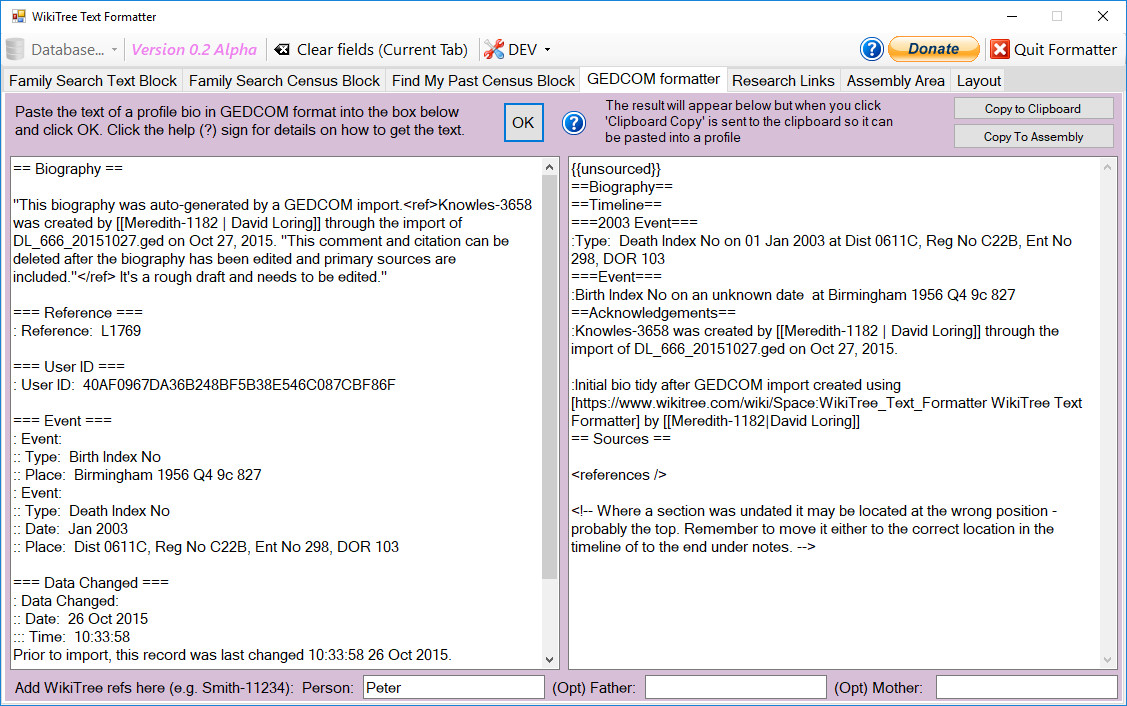 WikiTree Text Formatter
Database... Version 0.2 Alpha Clear fields (Current Tab) DEV ? Donate Quit Formatter
Family Search Text Block Family Search Census Block Find My Past Census Block GEDCOM formatter Research Links Assembly Area Layout
Paste the text of a profile bio in GEDCOM format into the box below
and click OK. Click the help (?) sign for details on how to get the text.
OK
?
The result will appear below but when you click
'Clipboard Copy' is sent to the clipboard so it can
be pasted into a profile
Copy to Clipboard
Copy To Assembly
== Biography ==
''This biography was auto-generated by a GEDCOM import.<ref>Knowles-3658
was created by [[Meredith-1182 | David Loring]] through the import of
DL_666_20151027.ged on Oct 27, 2015. ''This comment and citation can be
deleted after the biography has been edited and primary sources are
included.''</ref> It's a rough draft and needs to be edited.''
=== Reference ===
: Reference:  L1769
=== User ID ===
: User ID:  40AF0967DA36B248BF5B38E546C087CBF86F
=== Event ===
: Event:
:: Type:  Birth Index No
:: Place:  Birmingham 1956 Q4 9c 827
: Event:
:: Type:  Death Index No
:: Date:  Jan 2003
:: Place:  Dist 0611C, Reg No C22B, Ent No 298, DOR 103
=== Data Changed ===
: Data Changed:
:: Date:  26 Oct 2015
::: Time:  10:33:58
Prior to import, this record was last changed 10:33:58 26 Oct 2015.
{{unsourced}}
==Biography==
==Timeline==
===2003 Event===
:Type:  Death Index No on 01 Jan 2003 at Dist 0611C, Reg No C22B, Ent No
298, DOR 103
===Event===
:Birth Index No on an unknown date  at Birmingham 1956 Q4 9c 827
==Acknowledgements==
:Knowles-3658 was created by [[Meredith-1182 | David Loring]] through the
import of DL_666_20151027.ged on Oct 27, 2015.
:Initial bio tidy after GEDCOM import created using
[https://www.wikitree.com/wiki/Space:WikiTree_Text_Formatter WikiTree Text
Formatter] by [[Meredith-1182|David Loring]]
== Sources ==
<references />
<!-- Where a section was undated it may be located at the wrong position -
probably the top. Remember to move it either to the correct location in the
timeline of to the end under notes. -->
Add WikiTree refs here (e.g. Smith-11234): Person: Peter (Opt) Father: (Opt) Mother: